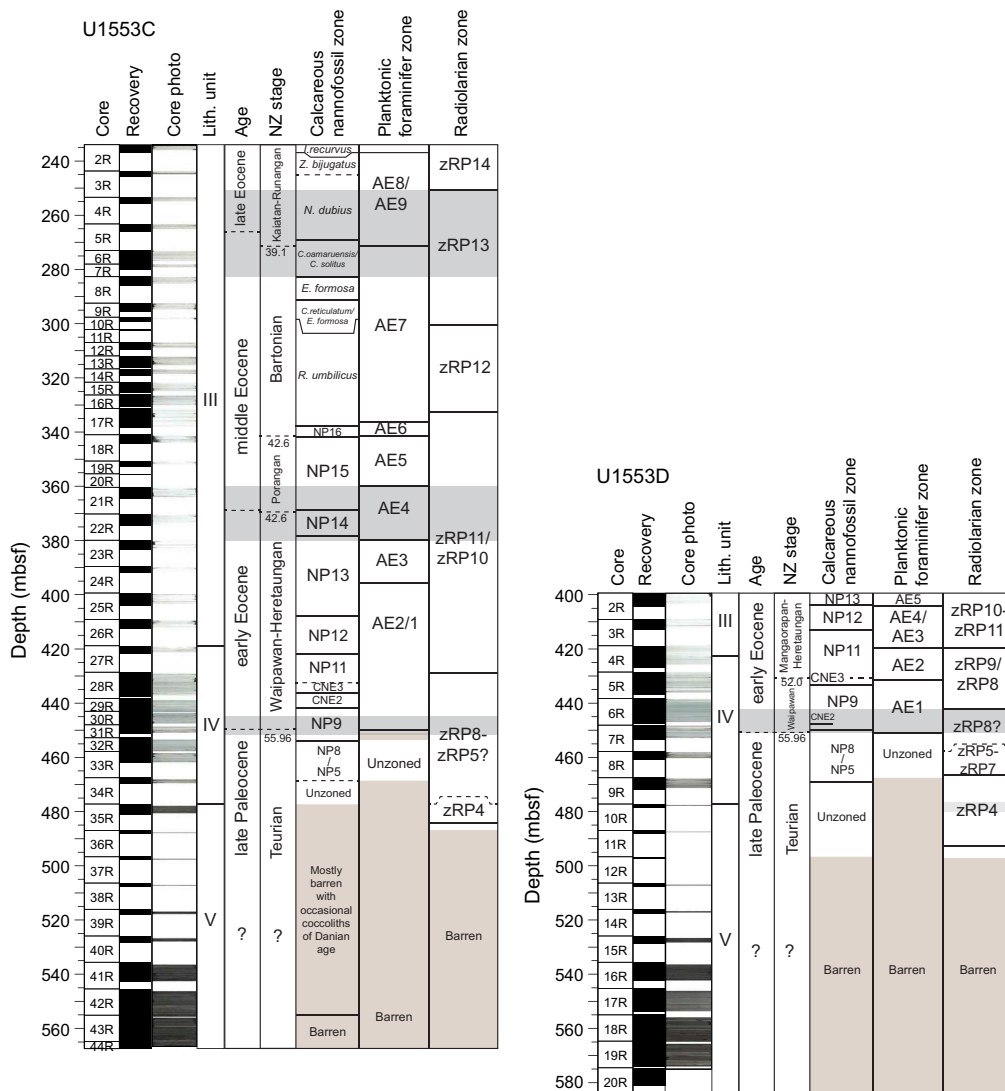 U1553C
Core
Recovery
Core photo
Lith. unit
Age
NZ stage
Calcareous
nannofossil zone
Planktonic
foraminifer zone
Radiolarian zone
Depth (mbsf)
240
260
280
300
320
340
360
380
400
420
440
460
480
500
520
540
560
2R
3R
4R
5R
6R
7R
8R
9R
10R
11R
12R
13R
14R
15R
16R
17R
18R
19R
20R
21R
22R
23R
24R
25R
26R
27R
28R
29R
30R
31R
32R
33R
34R
35R
36R
37R
38R
39R
40R
41R
42R
43R
44R
III
IV
V
late Eocene
middle Eocene
early Eocene
late Paleocene
?
Kaiatan-Runangan
39.1
Bartonian
42.6
Porangan
42.6
Waipawan-Heretaungan
55.96
Teurian
?
recurvus
Z. bijugatus
N. dubius
C.oamaruensis/
C. solitus
E. formosa
C.reticulatum/
E. formosa
R. umbilicus
NP16
NP15
NP14
NP13
NP12
NP11
CNE3
CNE2
NP9
NP8
/
NP5
Unzoned
Mostly
barren
with
occasional
coccoliths
of Danian
age
Barren
AE8/
AE9
AE7
AE6
AE5
AE4
AE3
AE2/1
Unzoned
Barren
zRP14
zRP13
zRP12
zRP11/
zRP10
zRP8-
zRP5?
zRP4
Barren
U1553D
Core
Recovery
Core photo
Lith. unit
Age
NZ stage
Calcareous
nannofossil zone
Planktonic
foraminifer zone
Radiolarian zone
Depth (mbsf)
400
420
440
460
480
500
520
540
560
580
2R
3R
4R
5R
6R
7R
8R
9R
10R
11R
12R
13R
14R
15R
16R
17R
18R
19R
20R
III
IV
V
early Eocene
late Paleocene
?
Mangaorapan-
Heretaungan
52.0
Waipawan
55.96
Teurian
?
NP13
NP12
NP11
CNE3
NP9
CNE2
NP8
/
NP5
Unzoned
Barren
AE5
AE4/
AE3
AE2
AE1
Unzoned
Barren
zRP10-
zRP11
zRP9/
zRP8
zRP8?
zRP5-
zRP7
zRP4
Barren